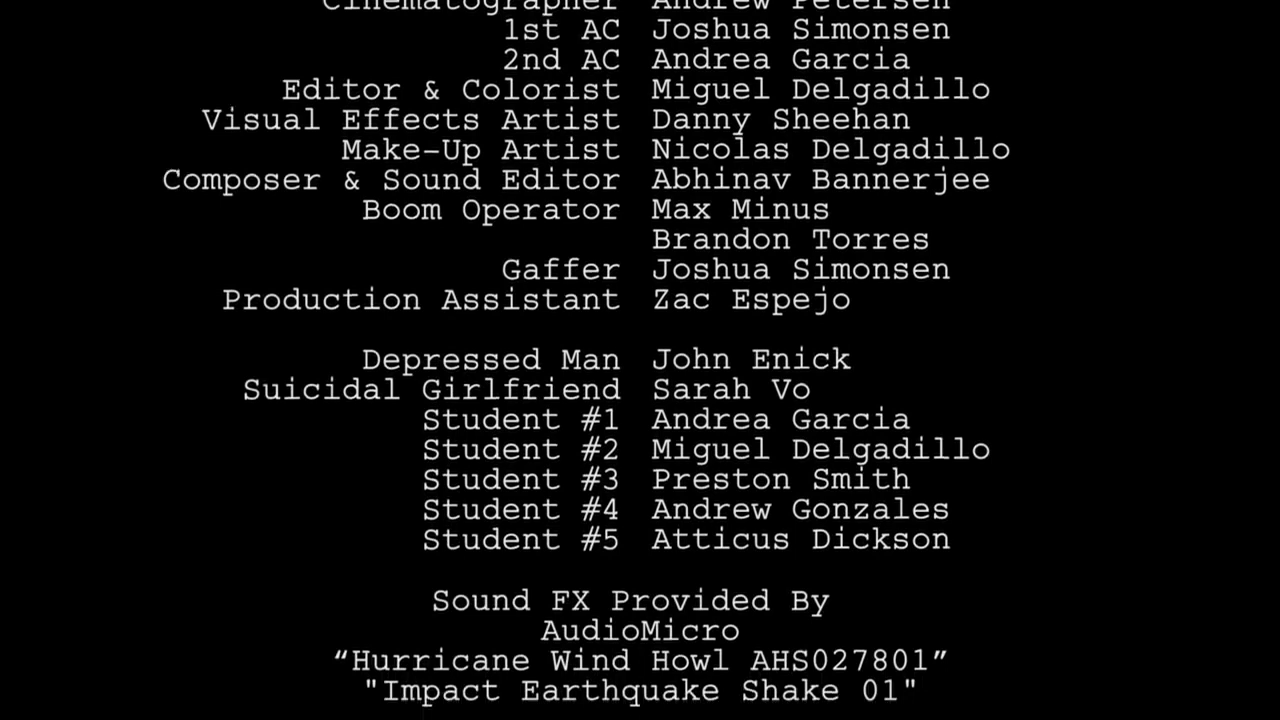 Cinematographer Andrew Petersen
1st AC Joshua Simonsen
2nd AC Andrea Garcia
Editor & Colorist Miguel Delgadillo
Visual Effects Artist Danny Sheehan
Make-Up Artist Nicolas Delgadillo
Composer & Sound Editor Abhinav Bannerjee
Boom Operator Max Minus
Brandon Torres
Gaffer Joshua Simonsen
Production Assistant Zac Espejo
Depressed Man John Enick
Suicidal Girlfriend Sarah Vo
Student #1 Andrea Garcia
Student #2 Miguel Delgadillo
Student #3 Preston Smith
Student #4 Andrew Gonzales
Student #5 Atticus Dickson
Sound FX Provided By
AudioMicro
“Hurricane Wind Howl AHS027801”
"Impact Earthquake Shake 01"